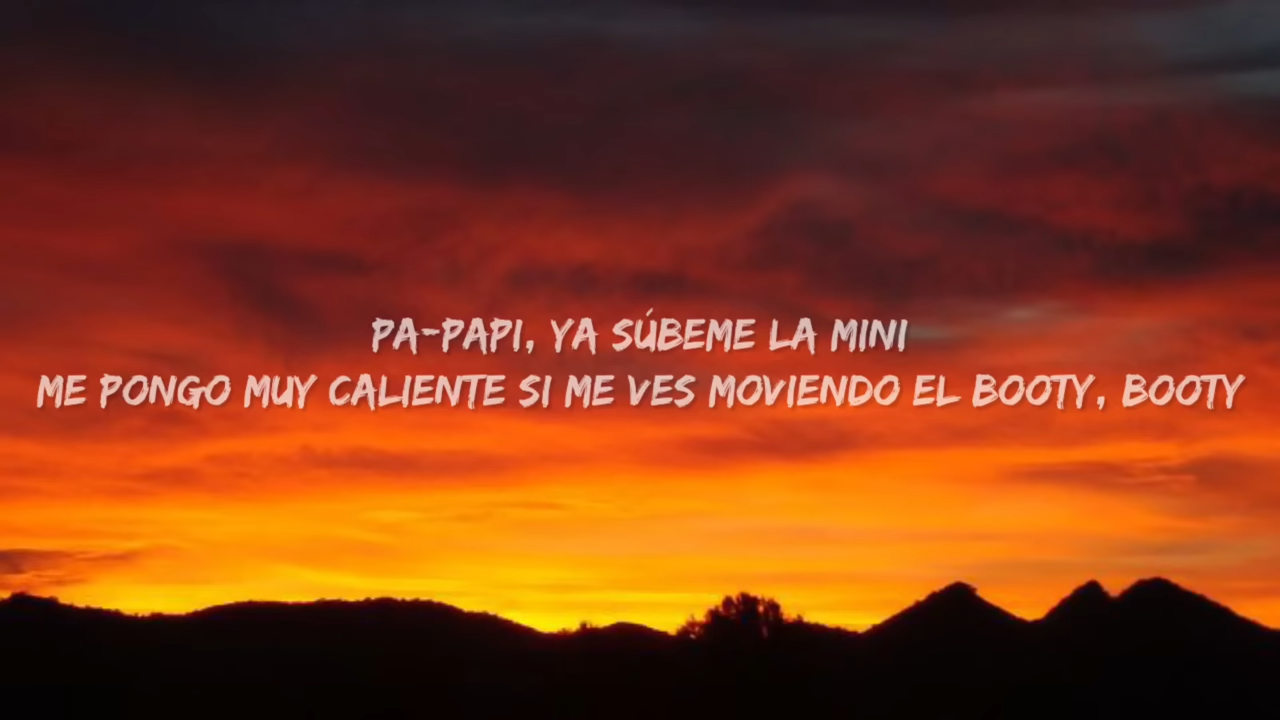 PA-PAPI, YA SÚBEME LA MINI
ME PONGO MUY CALIENTE SI ME VES MOVIENDO EL BOOTY, BOOTY